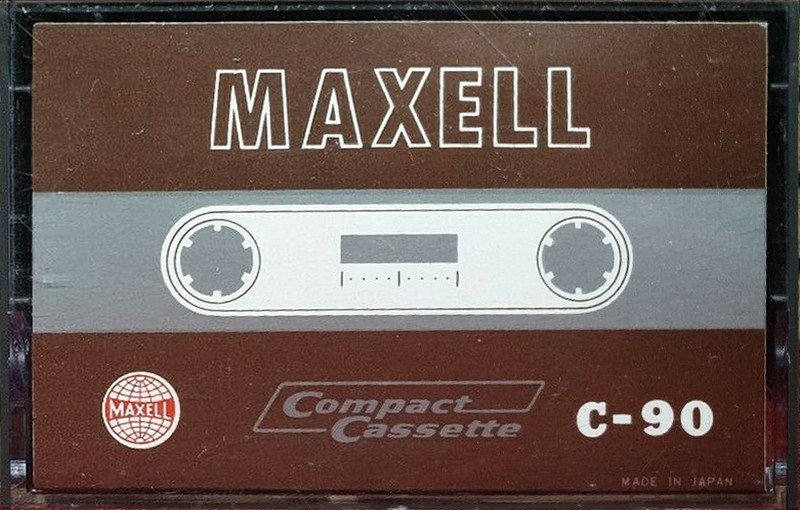 MAXELL
MAXELL
Compact
Cassette
C-90
MADE IN JAPAN